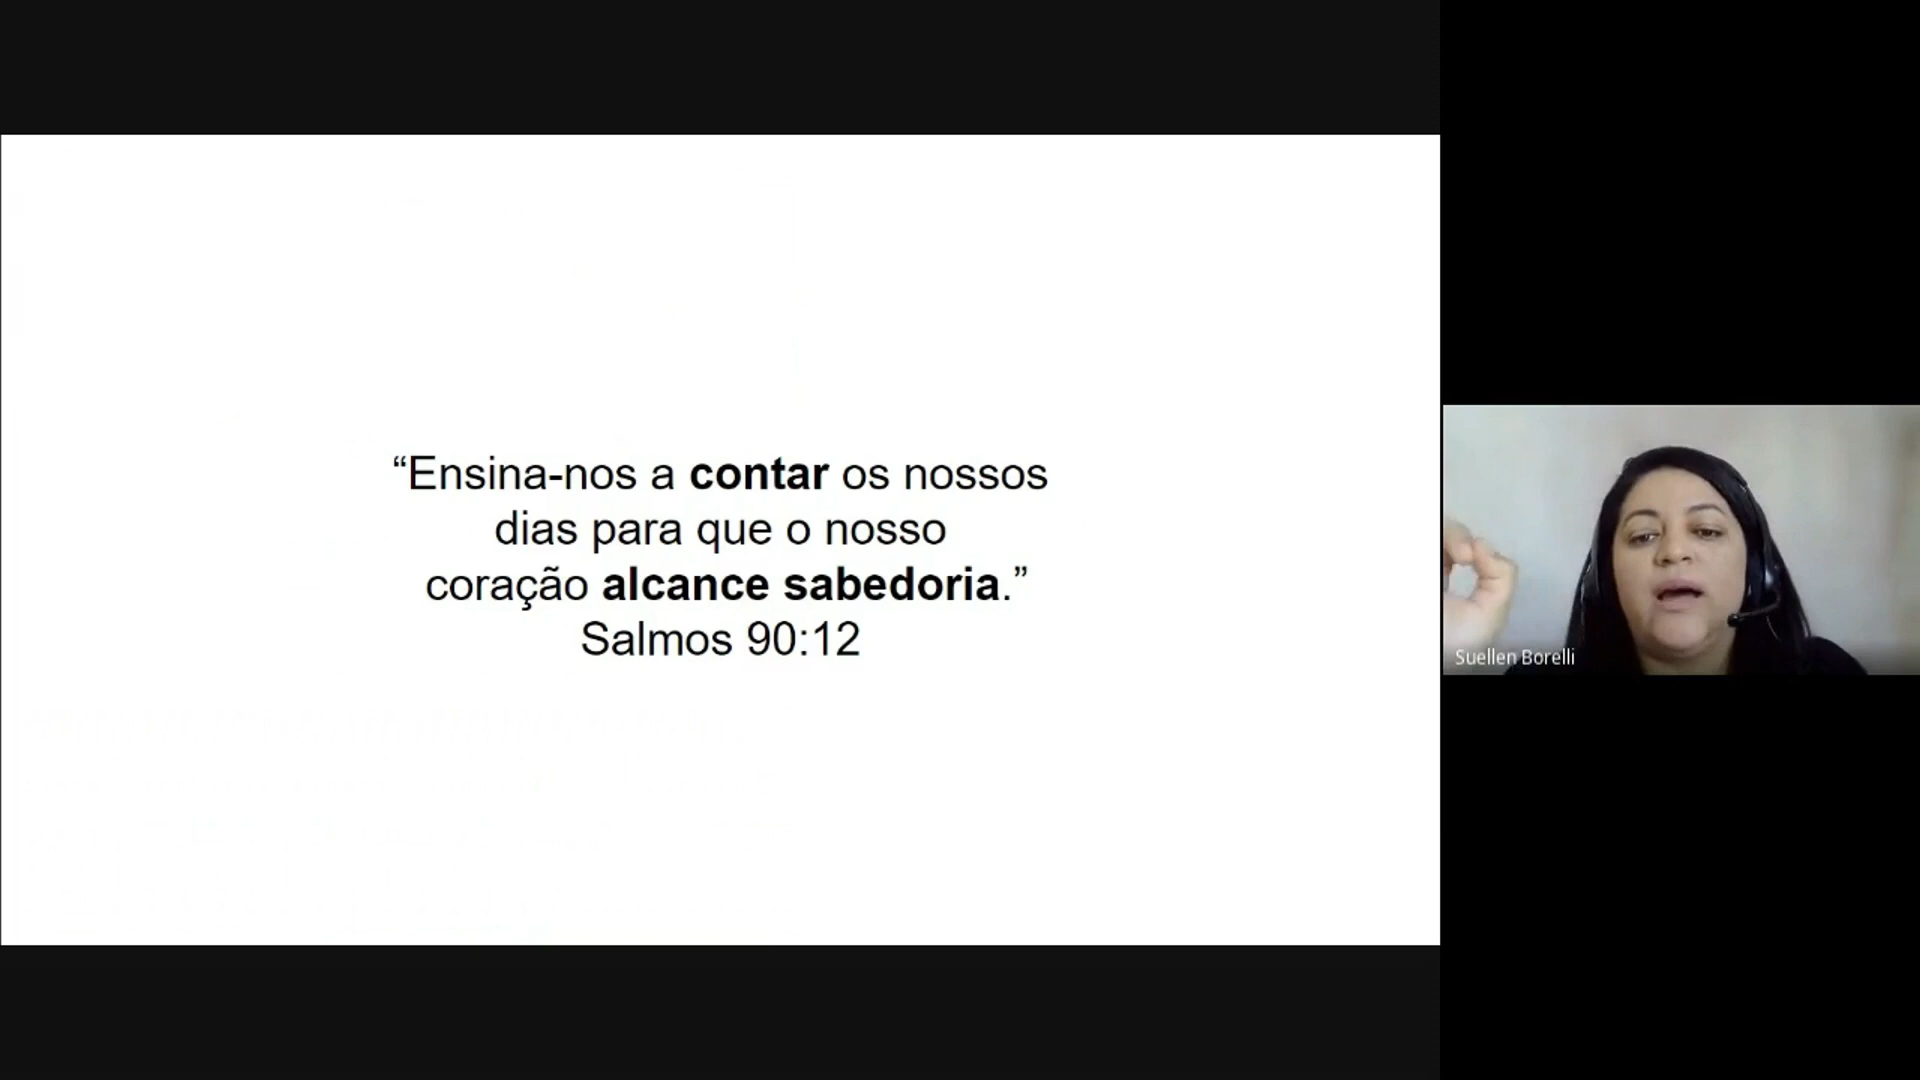 “Ensina-nos a contar os nossos
dias para que o nosso
coração alcance sabedoria.”
Salmos 90:12
Suellen Borelli